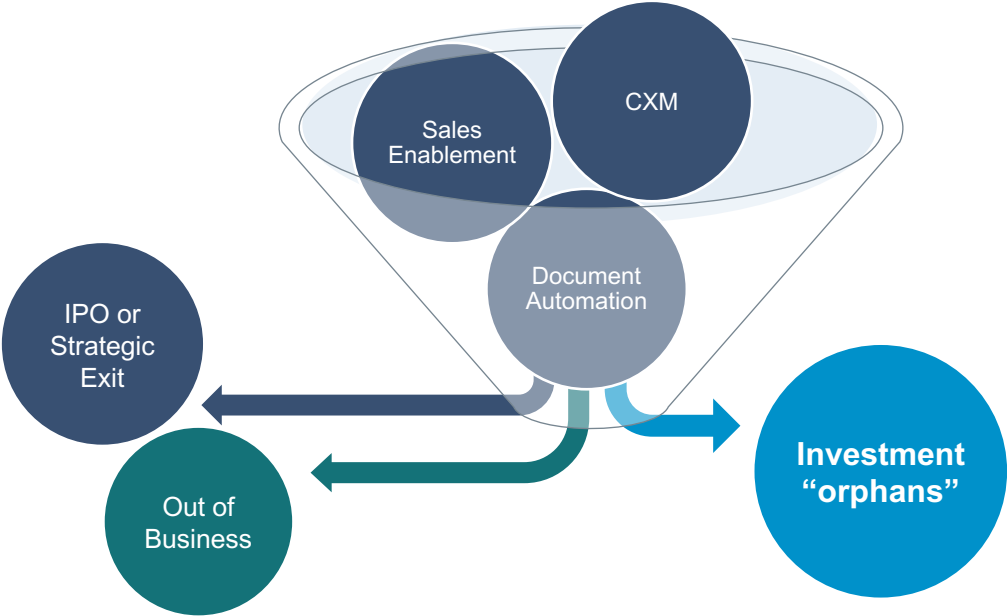 CXM
Sales
Enablement
Document
Automation
IPO or
Strategic
Exit
Out of
Business
Investment
“orphans”